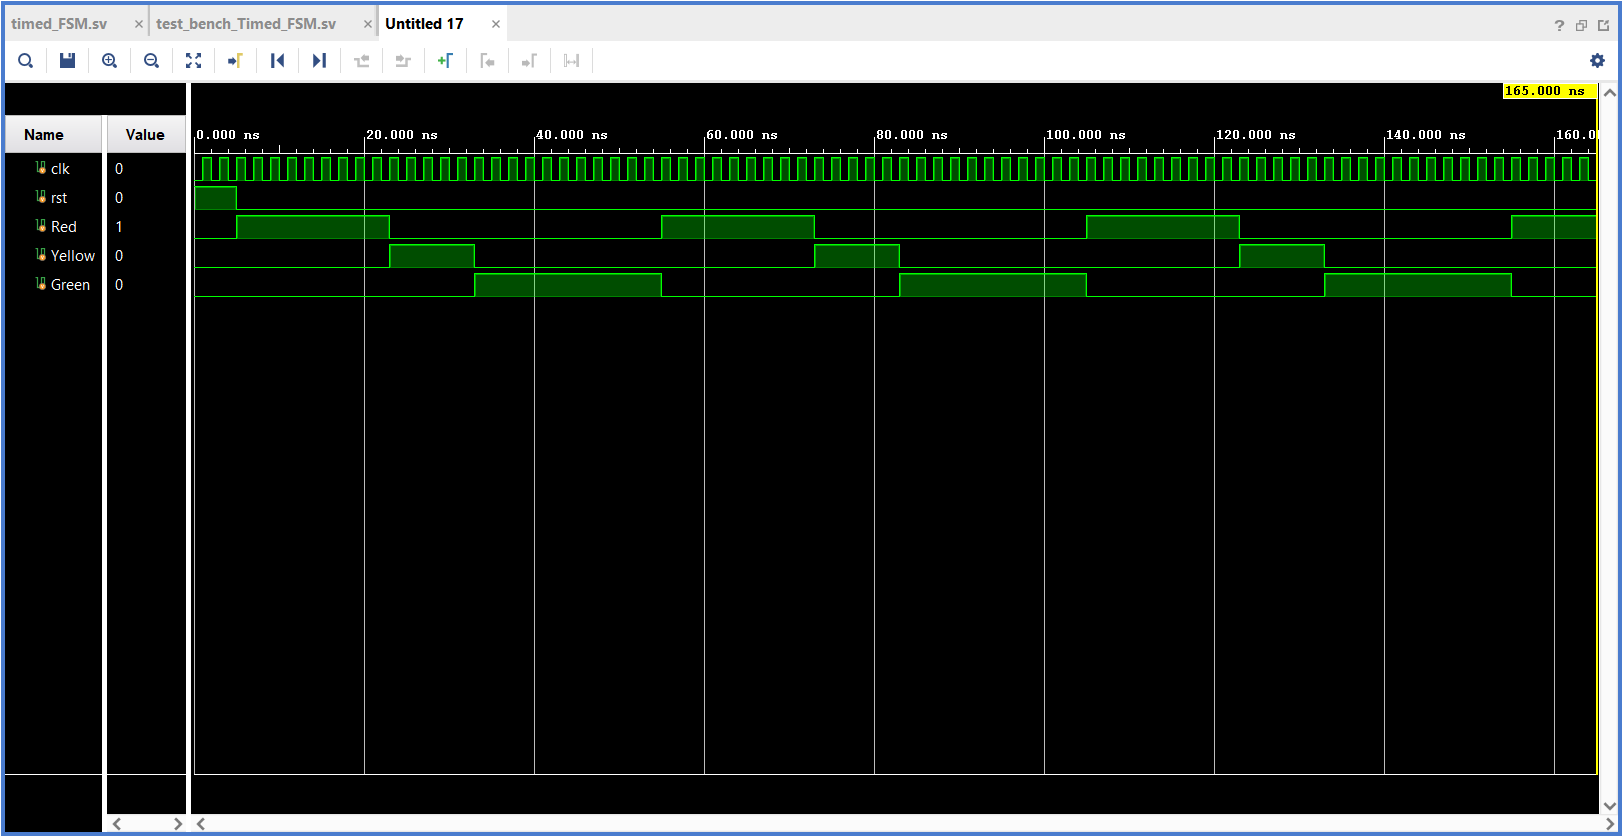 timed_FSM.sv × test_bench_Timed_FSM.sv × Untitled 17 ×
?
165.000 ns
Name Value
0.000 ns 20.000 ns 40.000 ns 60.000 ns 80.000 ns 100.000 ns 120.000 ns 140.000 ns 160.0
clk 0
rst 0
Red 1
Yellow 0
Green 0